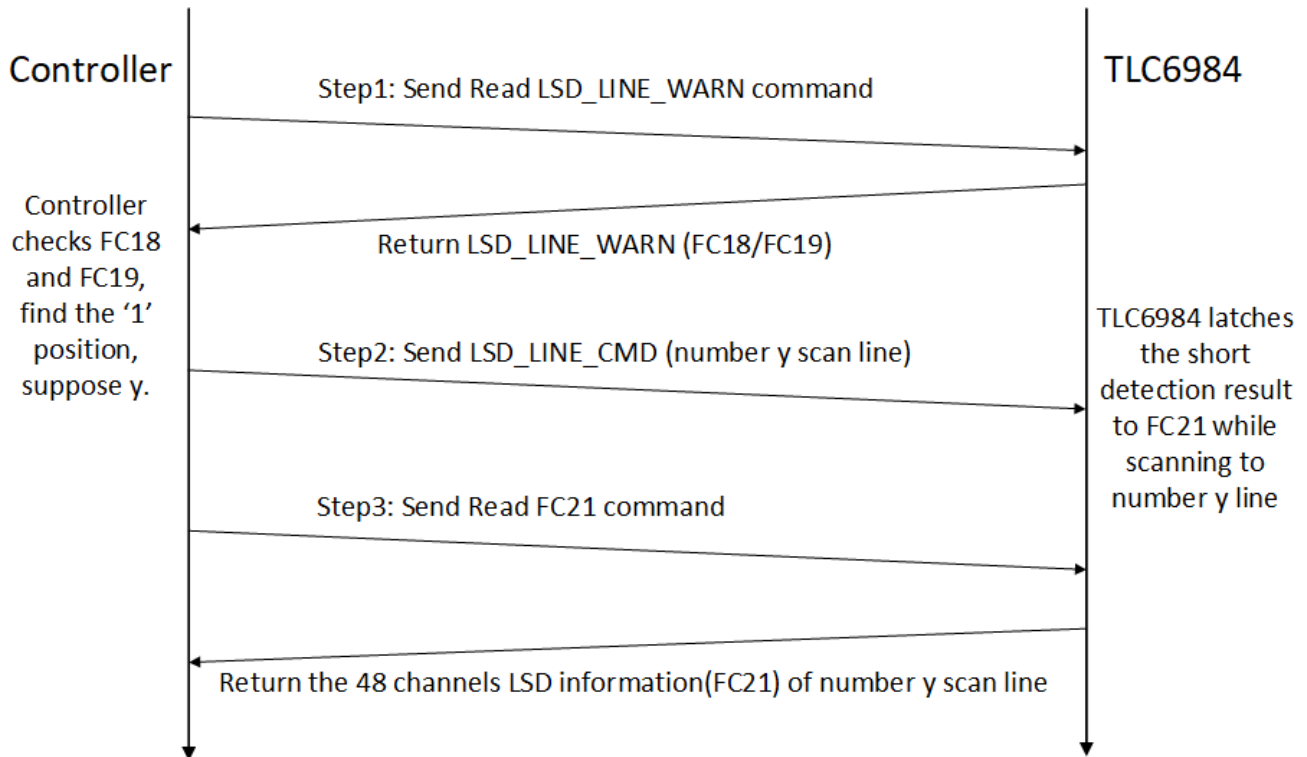 Controller
TLC6984
Step1: Send Read LSD_LINE_WARN command
Return LSD_LINE_WARN (FC18/FC19)
Controller
checks FC18
and FC19,
find the ‘1’
position,
suppose y.
Step2: Send LSD_LINE_CMD (number y scan line)
TLC6984 latches
the short
detection result
to FC21 while
scanning to
number y line
Step3: Send Read FC21 command
Return the 48 channels LSD information(FC21) of number y scan line